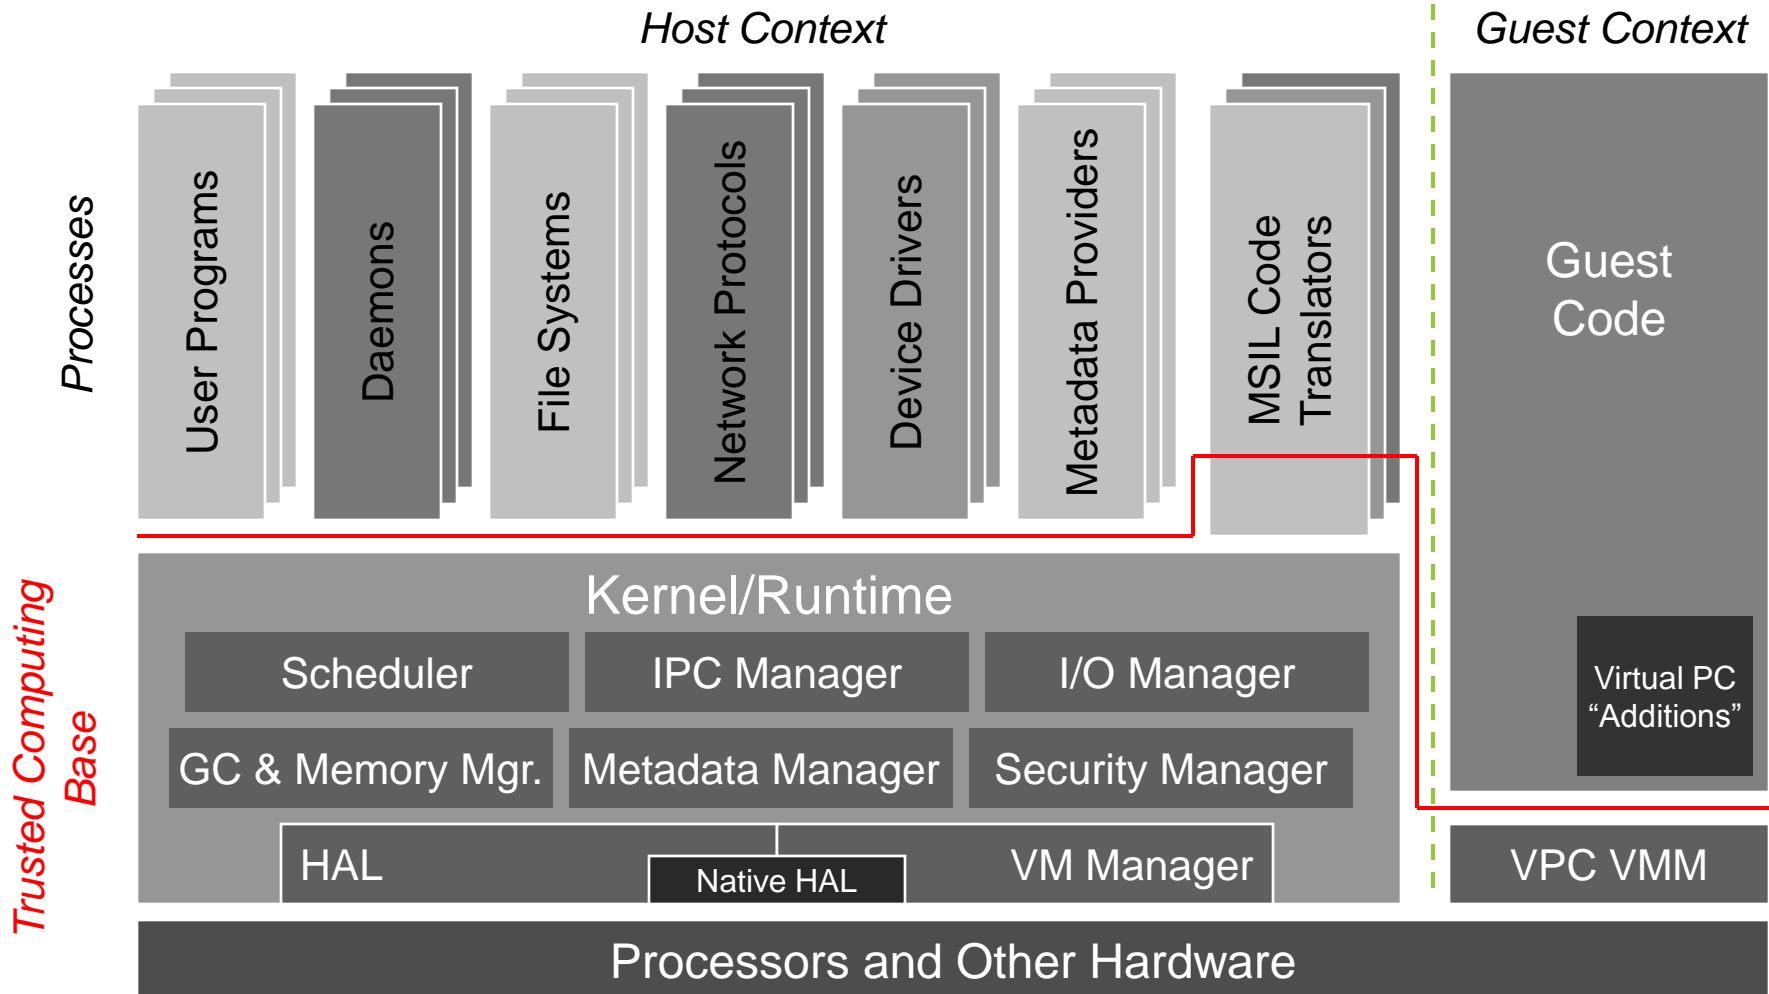 Host Context
Guest Context
Processes
User Programs
Daemons
File Systems
Network Protocols
Device Drivers
Metadata Providers
MSIL Code
Translators
Guest
Code
Trusted Computing
Base
Kernel/Runtime
Scheduler
IPC Manager
I/O Manager
GC & Memory Mgr.
Metadata Manager
Security Manager
HAL
Native HAL
VM Manager
Virtual PC
“Additions”
VPC VMM
Processors and Other Hardware